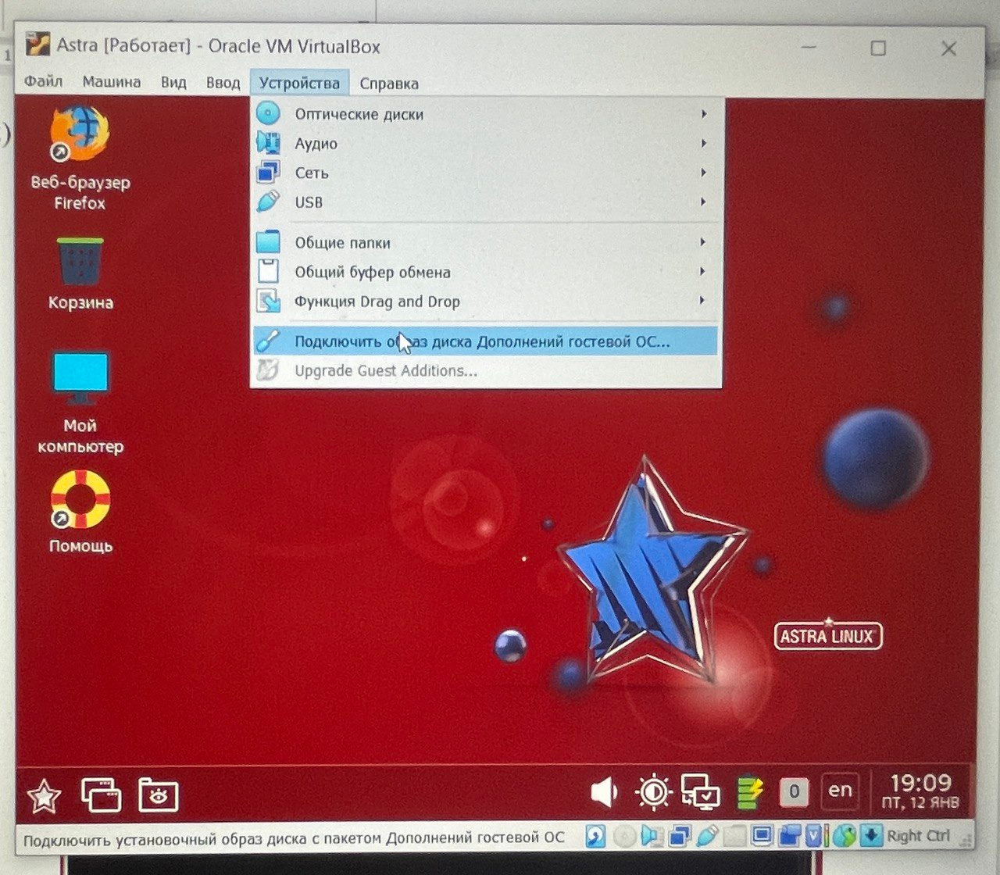 Astra [Работает] - Oracle VM VirtualBox
Файл Машина Вид Ввод Устройства Справка
Оптические диски
Аудио
Сеть
USB
Общие папки
Общий буфер обмена
Функция Drag and Drop
Подключить образ диска Дополнений гостевой ОС...
Upgrade Guest Additions...
Веб-браузер
Firefox
Корзина
Мой
компьютер
Помощь
ASTRA LINUX
0 en 19:09
ПТ, 12 ЯНВ
Подключить установочный образ диска с пакетом Дополнений гостевой ОС
Right Ctrl